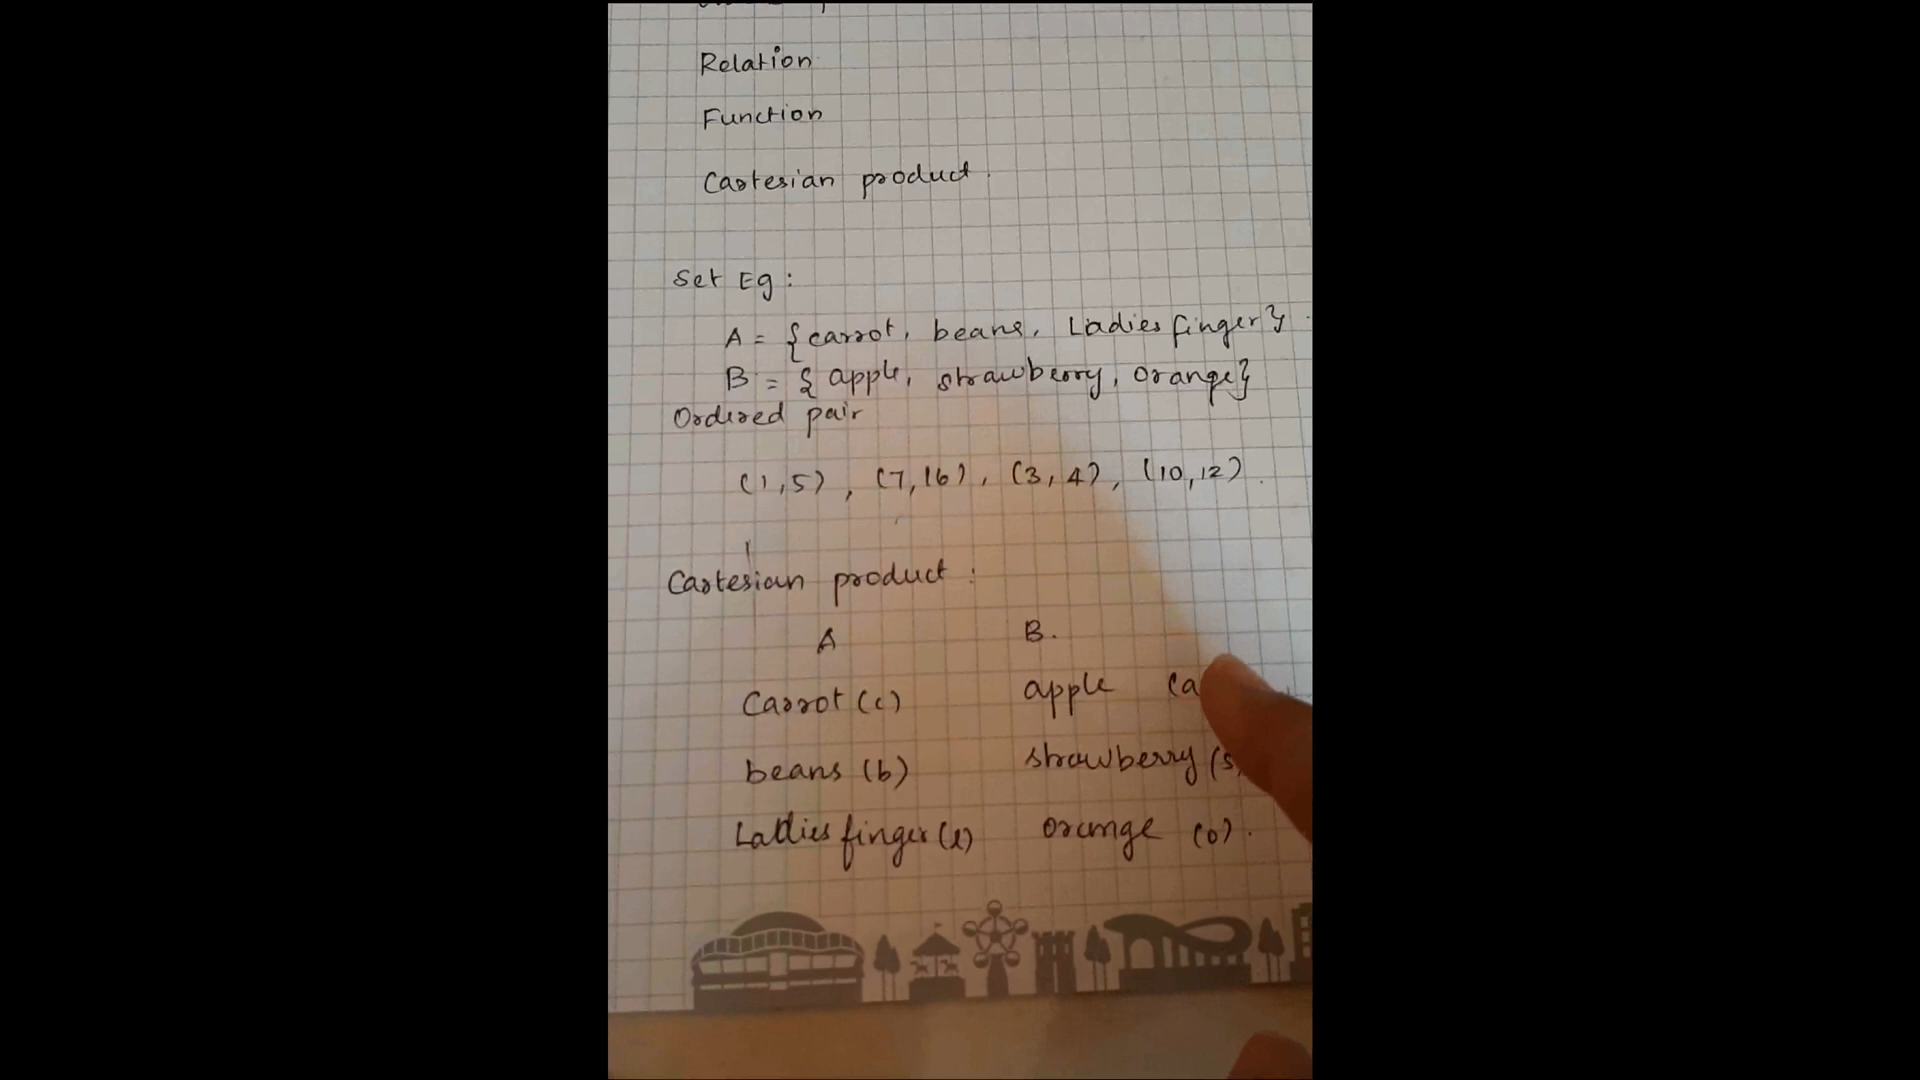 Relation
Function
Cartesian product.
Set Eg:
A = {carrot, beans, Ladies finger}.
B = {apple, strawberry, orange}
Ordered pair
(1,5), (7,16), (3,4), (10,12).
Cartesian product:
A B.
Carrot (c) apple (a
beans (b) strawberry (s
Ladies finger (l) orange (o).